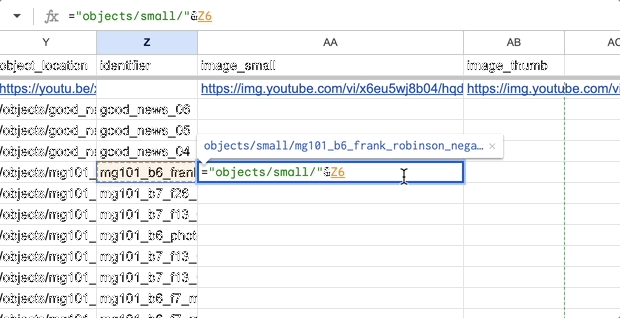 fx ="objects/small/"&Z6
Y Z AA AB AC
object_location identifier image_small image_thumb
https://youtu.be/x https://img.youtube.com/vi/x6eu5wj8b04/hqd https://img.youtube.com/v
/objects/good_n good_news_06
/objects/good_n good_news_05
/objects/good_n good_news_04
objects/small/mg101_b6_frank_robinson_nega… ×
/objects/mg101_ mg101_b6_frank ="objects/small/"&Z6
/objects/mg101_ mg101_b7_f26_
/objects/mg101_ mg101_b7_f13_
/objects/mg101_ mg101_b6_pho
/objects/mg101_ mg101_b7_f13_
/objects/mg101_ mg101_b7_f13_
/objects/mg101_ mg101_b6_f7_m